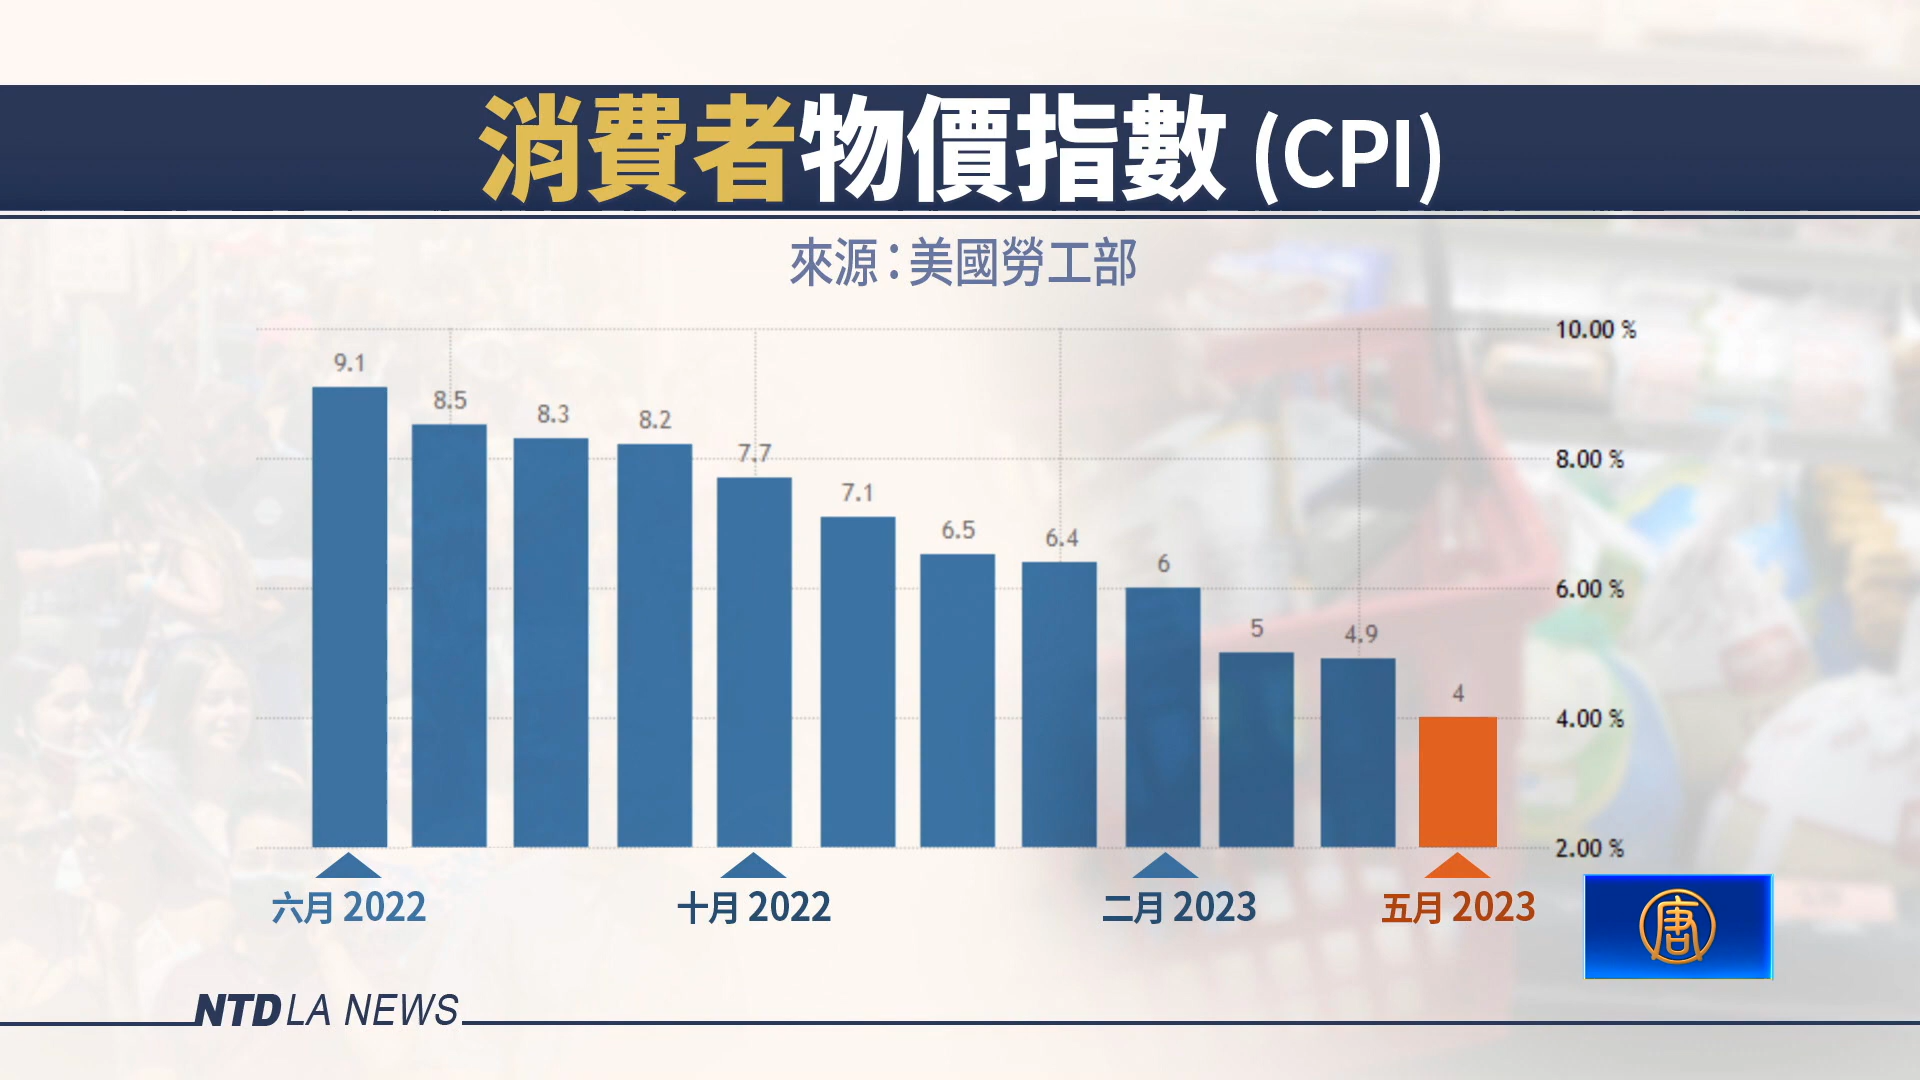 消費者物價指數 (CPI)
來源：美國勞工部
10.00 %
9.1
8.5
8.3
8.2
7.7
8.00 %
7.1
6.5
6.4
6
6.00 %
5
4.9
4
4.00 %
2.00 %
六月 2022
十月 2022
二月 2023
五月 2023
唐
NTD LA NEWS